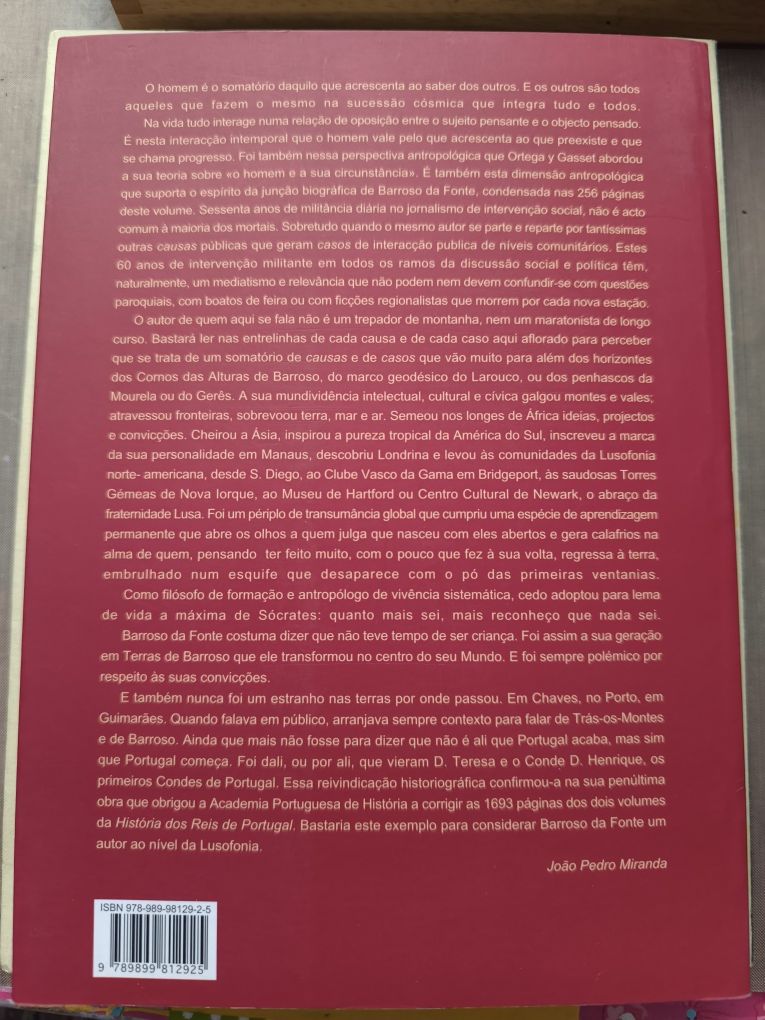 O homem é o somatório daquilo que acrescenta ao saber dos outros. E os outros são todos
aqueles que fazem o mesmo na sucessão cósmica que integra tudo e todos.
Na vida tudo interage numa relação de oposição entre o sujeito pensante e o objecto pensado.
É nesta interacção intemporal que o homem vale pelo que acrescenta ao que preexiste e que
se chama progresso. Foi também nessa perspectiva antropológica que Ortega y Gasset abordou
a sua teoria sobre «o homem e a sua circunstância». É também esta dimensão antropológica
que suporta o espírito da junção biográfica de Barroso da Fonte, condensada nas 256 páginas
deste volume. Sessenta anos de militância diária no jornalismo de intervenção social, não é acto
comum à maioria dos mortais. Sobretudo quando o mesmo autor se parte e reparte por tantíssimas
outras causas públicas que geram casos de interacção publica de níveis comunitários. Estes
60 anos de intervenção militante em todos os ramos da discussão social e política têm,
naturalmente, um mediatismo e relevância que não podem nem devem confundir-se com questões
paroquiais, com boatos de feira ou com ficções regionalistas que morrem por cada nova estação.
O autor de quem aqui se fala não é um trepador de montanha, nem um maratonista de longo
curso. Bastará ler nas entrelinhas de cada causa e de cada caso aqui aflorado para perceber
que se trata de um somatório de causas e de casos que vão muito para além dos horizontes
dos Cornos das Alturas de Barroso, do marco geodésico do Larouco, ou dos penhascos da
Mourela ou do Gerês. A sua mundividência intelectual, cultural e cívica galgou montes e vales;
atravessou fronteiras, sobrevoou terra, mar e ar. Semeou nos longes de África ideias, projectos
e convicções. Cheirou a Ásia, inspirou a pureza tropical da América do Sul, inscreveu a marca
da sua personalidade em Manaus, descobriu Londrina e levou às comunidades da Lusofonia
norte- americana, desde S. Diego, ao Clube Vasco da Gama em Bridgeport, às saudosas Torres
Gémeas de Nova Iorque, ao Museu de Hartford ou Centro Cultural de Newark, o abraço da
fraternidade Lusa. Foi um périplo de transumância global que cumpriu uma espécie de aprendizagem
permanente que abre os olhos a quem julga que nasceu com eles abertos e gera calafrios na
alma de quem, pensando ter feito muito, com o pouco que fez à sua volta, regressa à terra,
embrulhado num esquife que desaparece com o pó das primeiras ventanias.
Como filósofo de formação e antropólogo de vivência sistemática, cedo adoptou para lema
de vida a máxima de Sócrates: quanto mais sei, mais reconheço que nada sei.
Barroso da Fonte costuma dizer que não teve tempo de ser criança. Foi assim a sua geração
em Terras de Barroso que ele transformou no centro do seu Mundo. E foi sempre polémico por
respeito às suas convicções.
E também nunca foi um estranho nas terras por onde passou. Em Chaves, no Porto, em
Guimarães. Quando falava em público, arranjava sempre contexto para falar de Trás-os-Montes
e de Barroso. Ainda que mais não fosse para dizer que não é ali que Portugal acaba, mas sim
que Portugal começa. Foi dali, ou por ali, que vieram D. Teresa e o Conde D. Henrique, os
primeiros Condes de Portugal. Essa reivindicação historiográfica confirmou-a na sua penúltima
obra que obrigou a Academia Portuguesa de História a corrigir as 1693 páginas dos dois volumes
da História dos Reis de Portugal. Bastaria este exemplo para considerar Barroso da Fonte um
autor ao nível da Lusofonia.
João Pedro Miranda
ISBN 978-989-98129-2-5
9 789899 812925